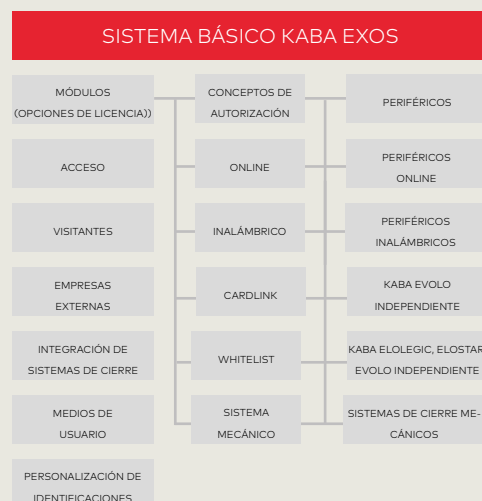 SISTEMA BÁSICO KABA EXOS
MÓDULOS
(OPCIONES DE LICENCIA))
CONCEPTOS DE
AUTORIZACIÓN
PERIFÉRICOS
ACCESO
ONLINE
PERIFÉRICOS
ONLINE
VISITANTES
INALÁMBRICO
PERIFÉRICOS
INALÁMBRICOS
EMPRESAS
EXTERNAS
CARDLINK
KABA EVOLO
INDEPENDIENTE
INTEGRACIÓN DE
SISTEMAS DE CIERRE
WHITELIST
KABA ELOLEGIC, ELOSTAR
EVOLO INDEPENDIENTE
MEDIOS DE
USUARIO
SISTEMA
MECÁNICO
SISTEMAS DE CIERRE ME-
CÁNICOS
PERSONALIZACIÓN DE
IDENTIFICACIONES